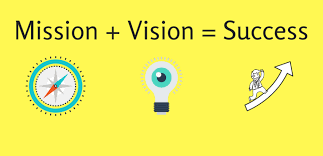 Mission + Vision = Success